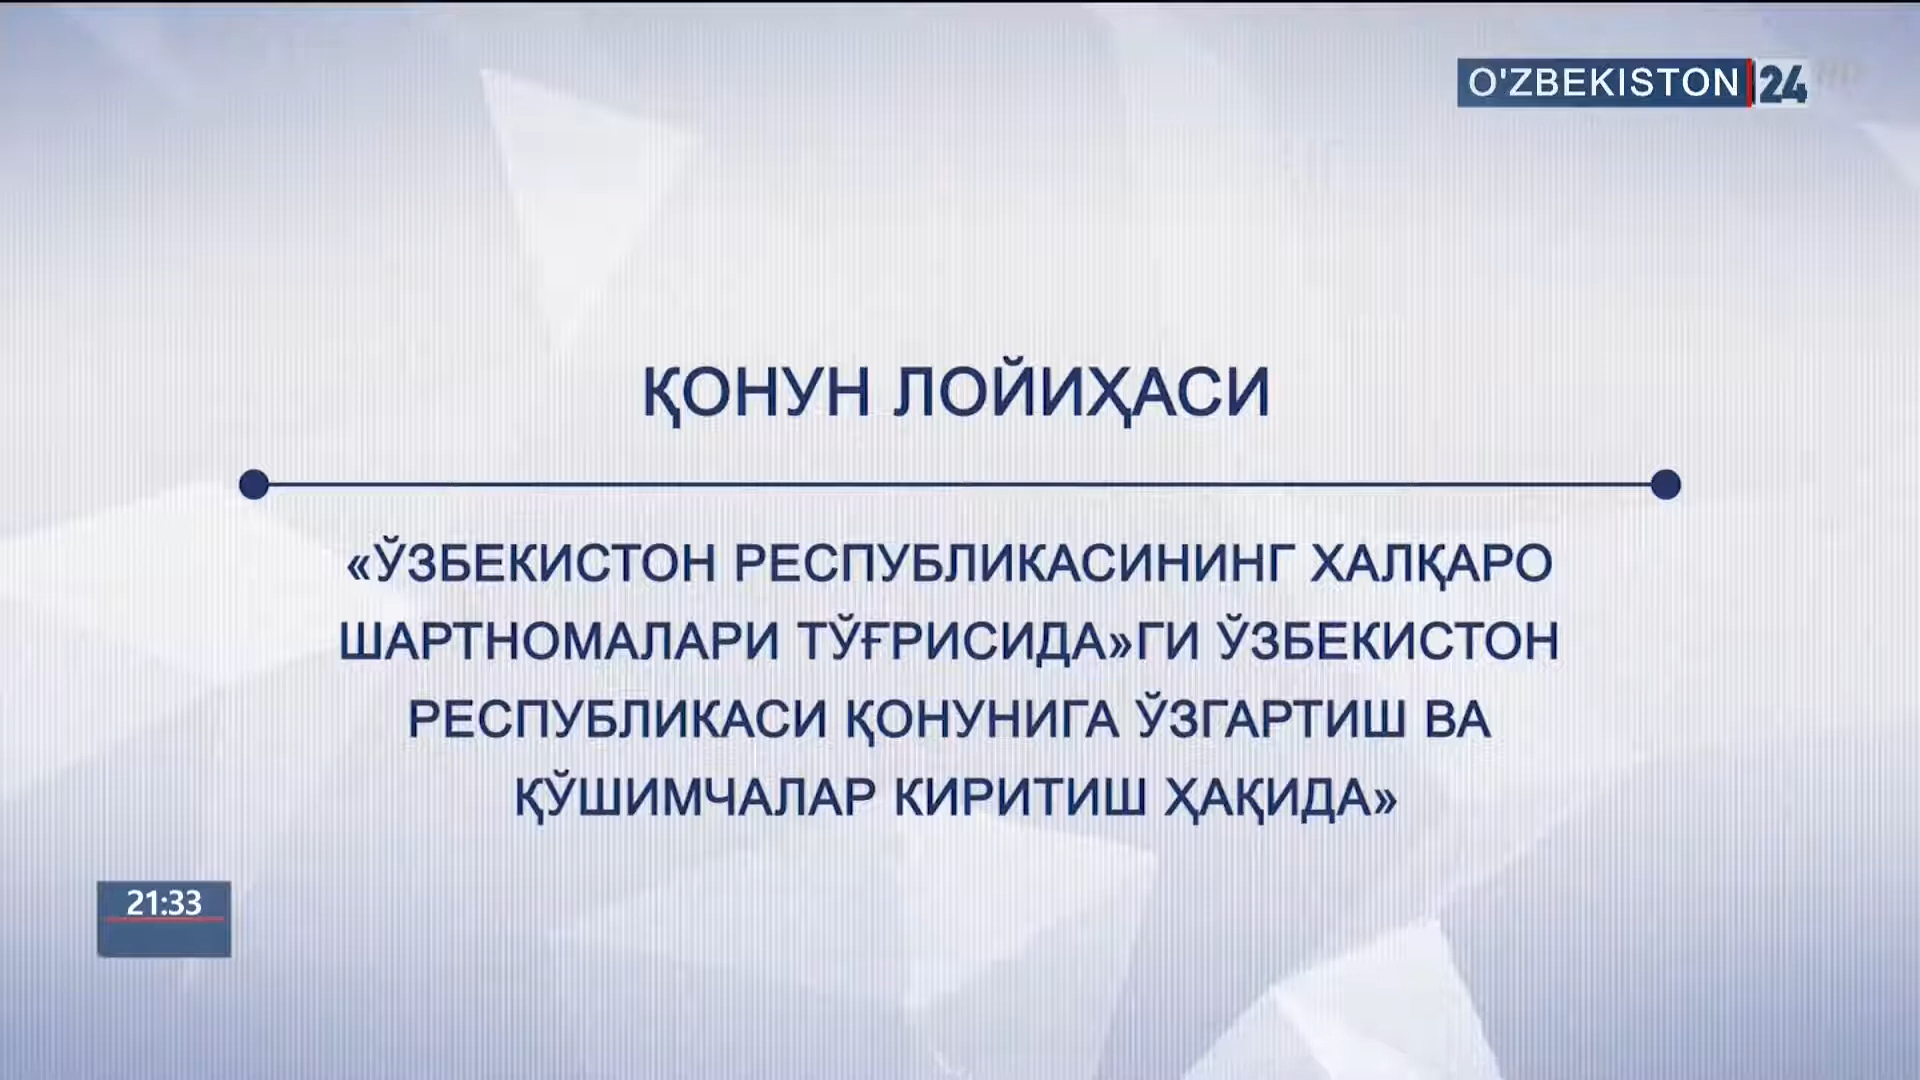 O'ZBEKISTON 24
ҚОНУН ЛОЙИҲАСИ
«ЎЗБЕКИСТОН РЕСПУБЛИКАСИНИНГ ХАЛҚАРО
ШАРТНОМАЛАРИ ТЎҒРИСИДА»ГИ ЎЗБЕКИСТОН
РЕСПУБЛИКАСИ ҚОНУНИГА ЎЗГАРТИШ ВА
ҚЎШИМЧАЛАР КИРИТИШ ҲАҚИДА»
21:33